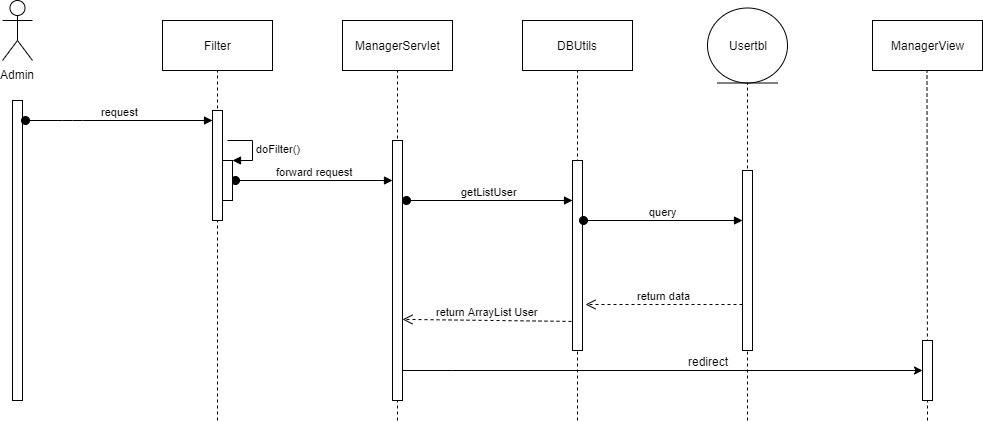 Admin
Filter
ManagerServlet
DBUtils
Usertbl
ManagerView
request
doFilter()
forward request
getListUser
query
return data
return ArrayList User
redirect